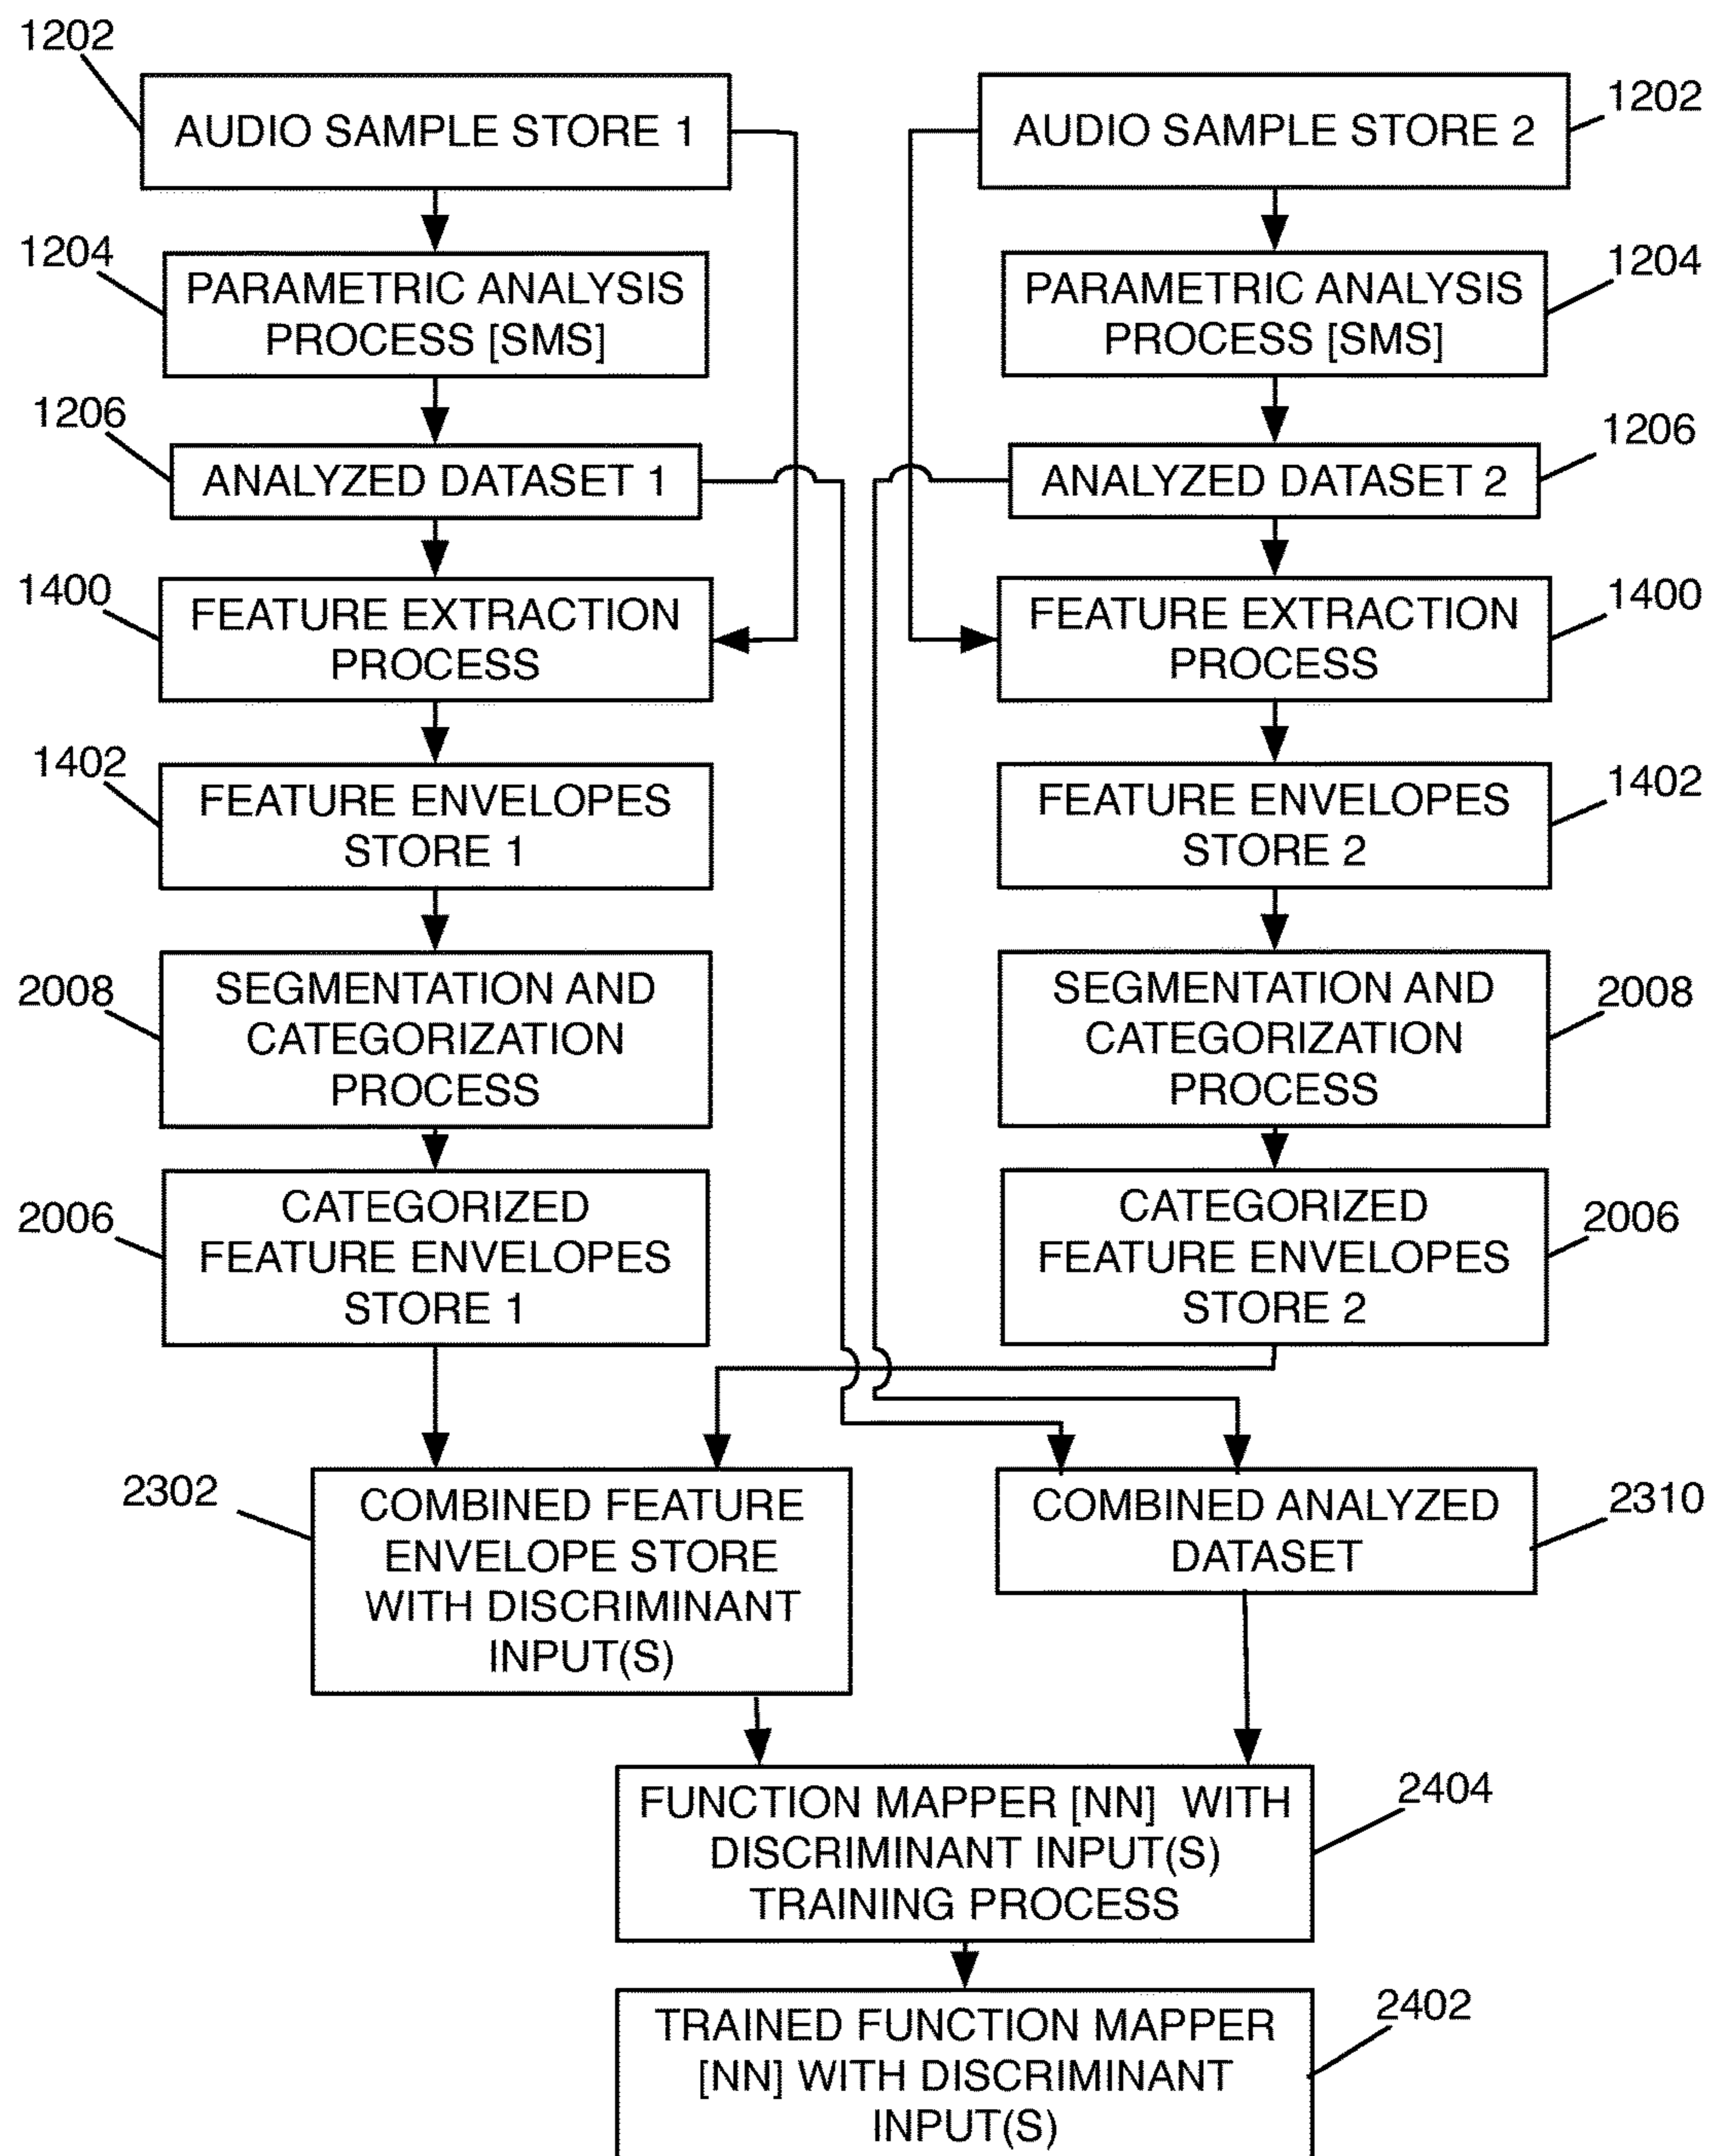 1202
AUDIO SAMPLE STORE 1
AUDIO SAMPLE STORE 2
1202
1204
PARAMETRIC ANALYSIS
PROCESS [SMS]
PARAMETRIC ANALYSIS
PROCESS [SMS]
1204
1206
ANALYZED DATASET 1
ANALYZED DATASET 2
1206
1400
FEATURE EXTRACTION
PROCESS
FEATURE EXTRACTION
PROCESS
1400
1402
FEATURE ENVELOPES
STORE 1
FEATURE ENVELOPES
STORE 2
1402
2008
SEGMENTATION AND
CATEGORIZATION
PROCESS
SEGMENTATION AND
CATEGORIZATION
PROCESS
2008
2006
CATEGORIZED
FEATURE ENVELOPES
STORE 1
CATEGORIZED
FEATURE ENVELOPES
STORE 2
2006
2302
COMBINED FEATURE
ENVELOPE STORE
WITH DISCRIMINANT
INPUT(S)
COMBINED ANALYZED
DATASET
2310
FUNCTION MAPPER [NN] WITH
DISCRIMINANT INPUT(S)
TRAINING PROCESS
2404
TRAINED FUNCTION MAPPER
[NN] WITH DISCRIMINANT
INPUT(S)
2402